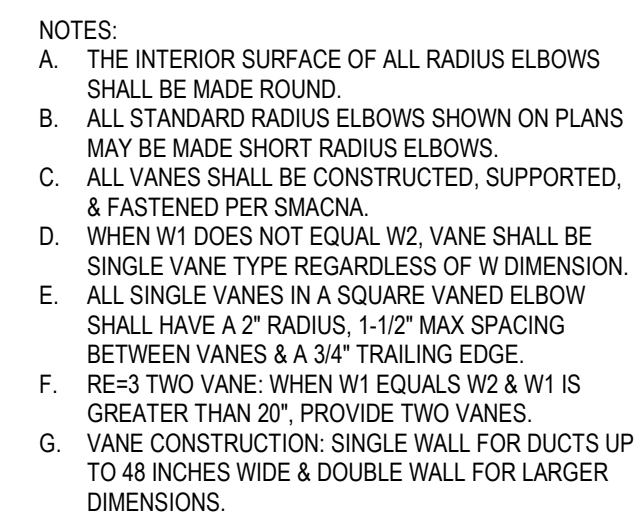 NOTES:
A. THE INTERIOR SURFACE OF ALL RADIUS ELBOWS
SHALL BE MADE ROUND.
B. ALL STANDARD RADIUS ELBOWS SHOWN ON PLANS
MAY BE MADE SHORT RADIUS ELBOWS.
C. ALL VANES SHALL BE CONSTRUCTED, SUPPORTED,
& FASTENED PER SMACNA.
D. WHEN W1 DOES NOT EQUAL W2, VANE SHALL BE
SINGLE VANE TYPE REGARDLESS OF W DIMENSION.
E. ALL SINGLE VANES IN A SQUARE VANED ELBOW
SHALL HAVE A 2" RADIUS, 1-1/2" MAX SPACING
BETWEEN VANES & A 3/4" TRAILING EDGE.
F. RE=3 TWO VANE: WHEN W1 EQUALS W2 & W1 IS
GREATER THAN 20", PROVIDE TWO VANES.
G. VANE CONSTRUCTION: SINGLE WALL FOR DUCTS UP
TO 48 INCHES WIDE & DOUBLE WALL FOR LARGER
DIMENSIONS.